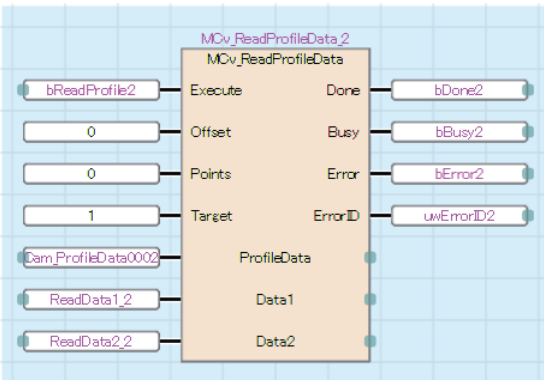 MCv_ReadProfileData_2
MCv_ReadProfileData
bReadProfile2 Execute Done bDone2
0 Offset Busy bBusy2
0 Points Error bError2
1 Target ErrorID uwErrorID2
Cam_ProfileData0002 ProfileData
ReadData1_2 Data1
ReadData2_2 Data2